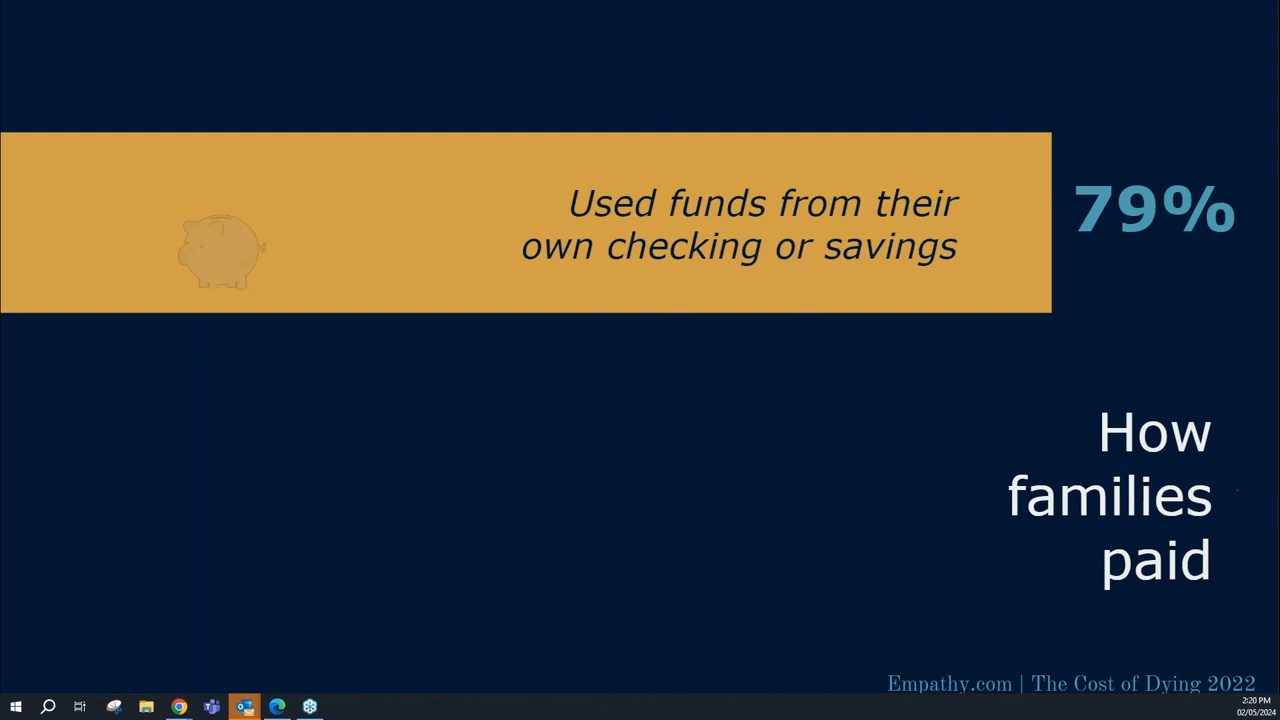 Used funds from their
own checking or savings
79%
How
families
paid
Empathy.com | The Cost of Dying 2022
2:20 PM
02/05/2024